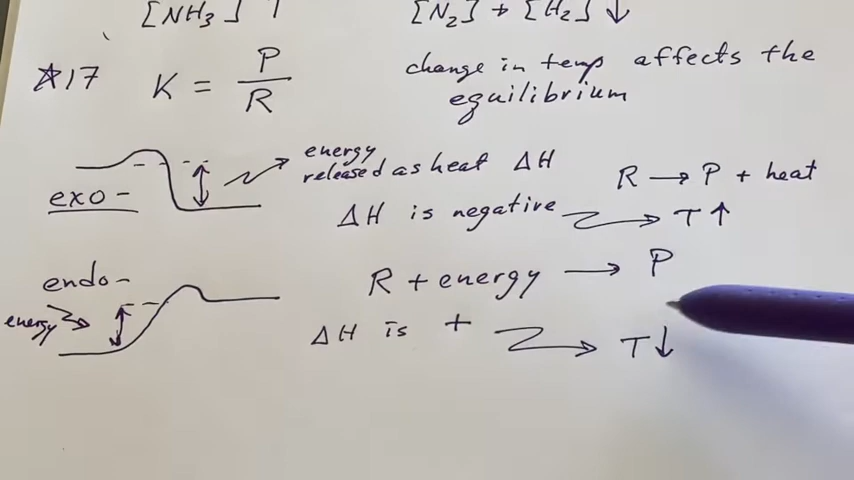 [NH₃] ↑ [N₂] + [H₂] ↓
☆17 K = P/R
change in temp affects the
equilibrium
energy
released as heat ΔH
exo-
R → P + heat
ΔH is negative → T↑
endo-
energy
R + energy → P
ΔH is + → T↓